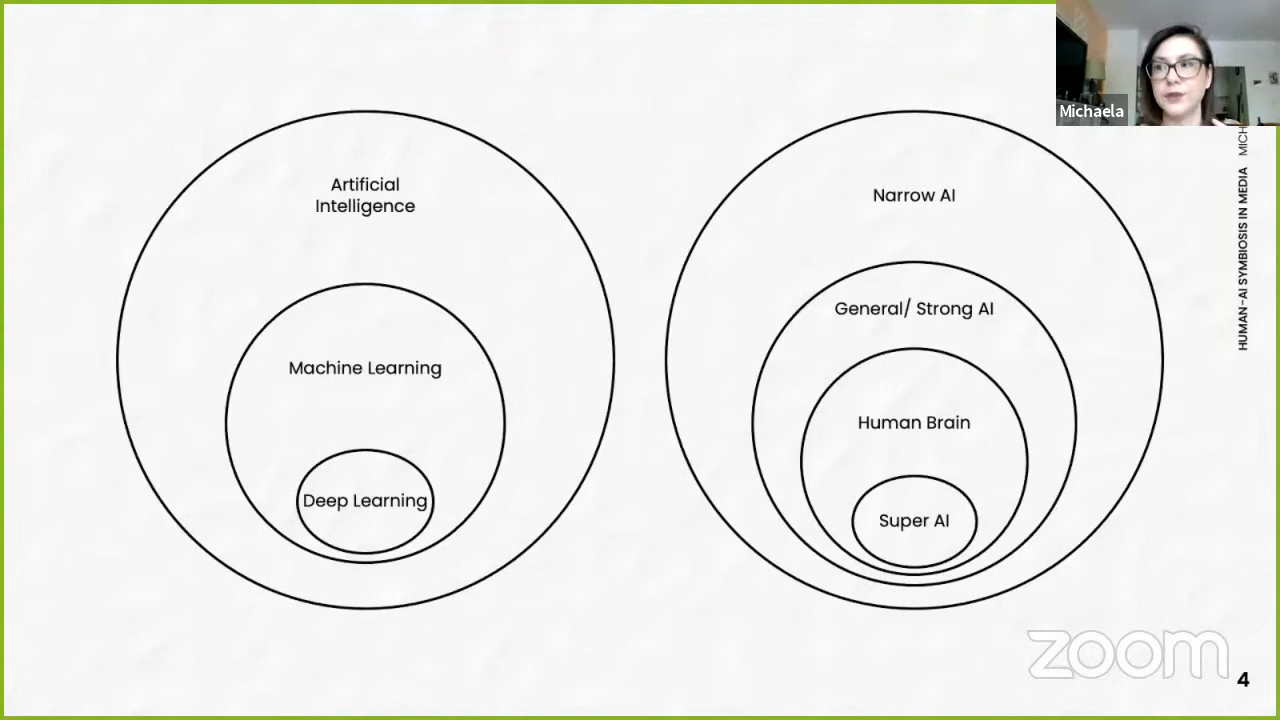 Artificial
Intelligence
Machine Learning
Deep Learning
Narrow AI
General/ Strong AI
Human Brain
Super AI
Michaela
HUMAN-AI SYMBIOSIS IN MEDIA MICH
zoom
4